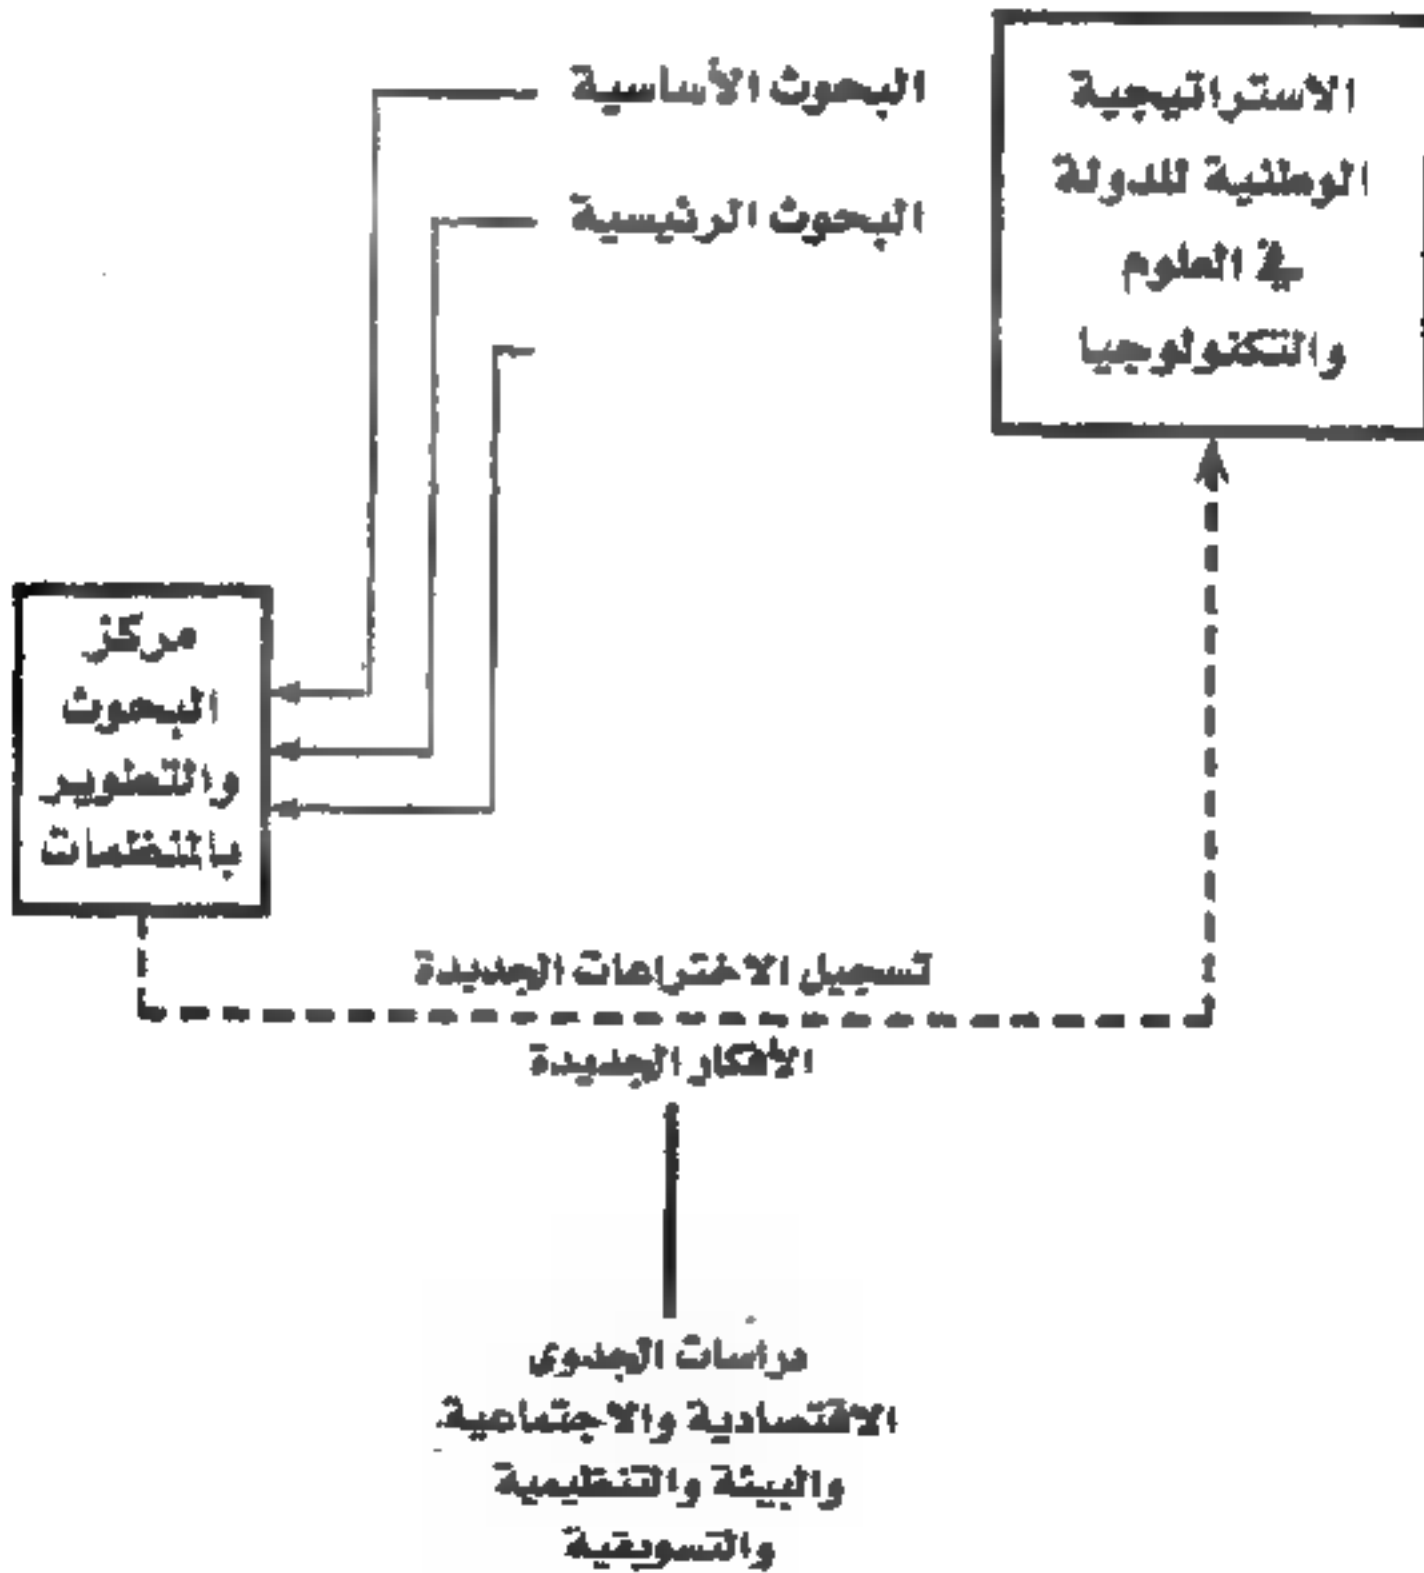 الاستراتيجية
الوطنية للدولة
في العلوم
والتكنولوجيا
البحوث الأساسية
البحوث الرئيسية
مركز
البحوث
والتطوير
بالمنظمات
تسجيل الاختراعات الجديدة
الأفكار الجديدة
دراسات الجدوى
الاقتصادية والاجتماعية
والبيئة والتنظيمية
والتسويقية